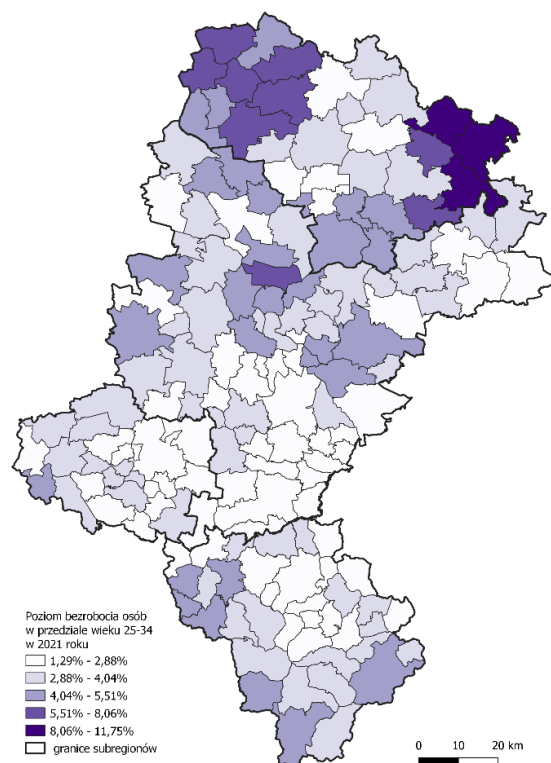 Poziom bezrobocia osób
w przedziale wieku 25-34
w 2021 roku
1,29% - 2,88%
2,88% - 4,04%
4,04% - 5,51%
5,51% - 8,06%
8,06% - 11,75%
granice subregionów
0 10 20 km